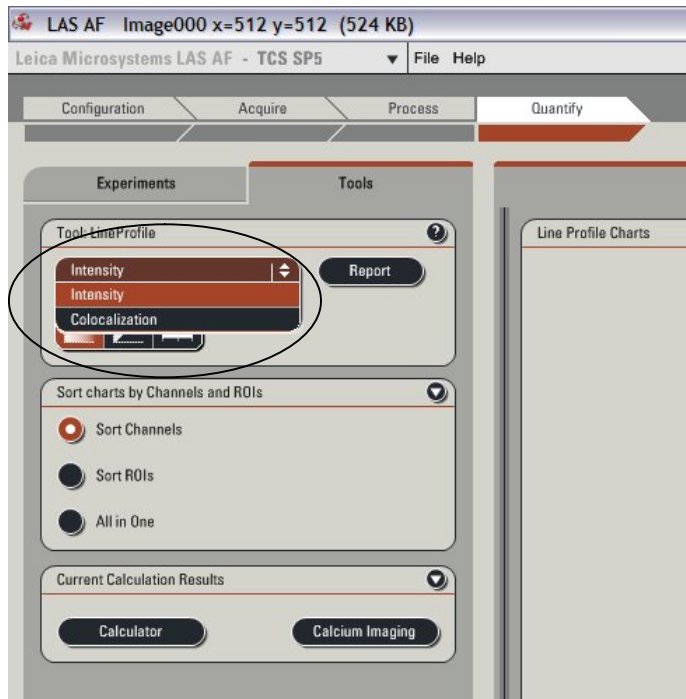 LAS AF Image000 x=512 y=512 (524 KB)
Leica Microsystems LAS AF - TCS SP5 File Help
Configuration Acquire Process Quantify
Experiments Tools
Tool: LineProfile ? Line Profile Charts
Intensity Report
Intensity
Colocalization
Sort charts by Channels and ROIs
Sort Channels
Sort ROIs
All in One
Current Calculation Results
Calculator Calcium Imaging